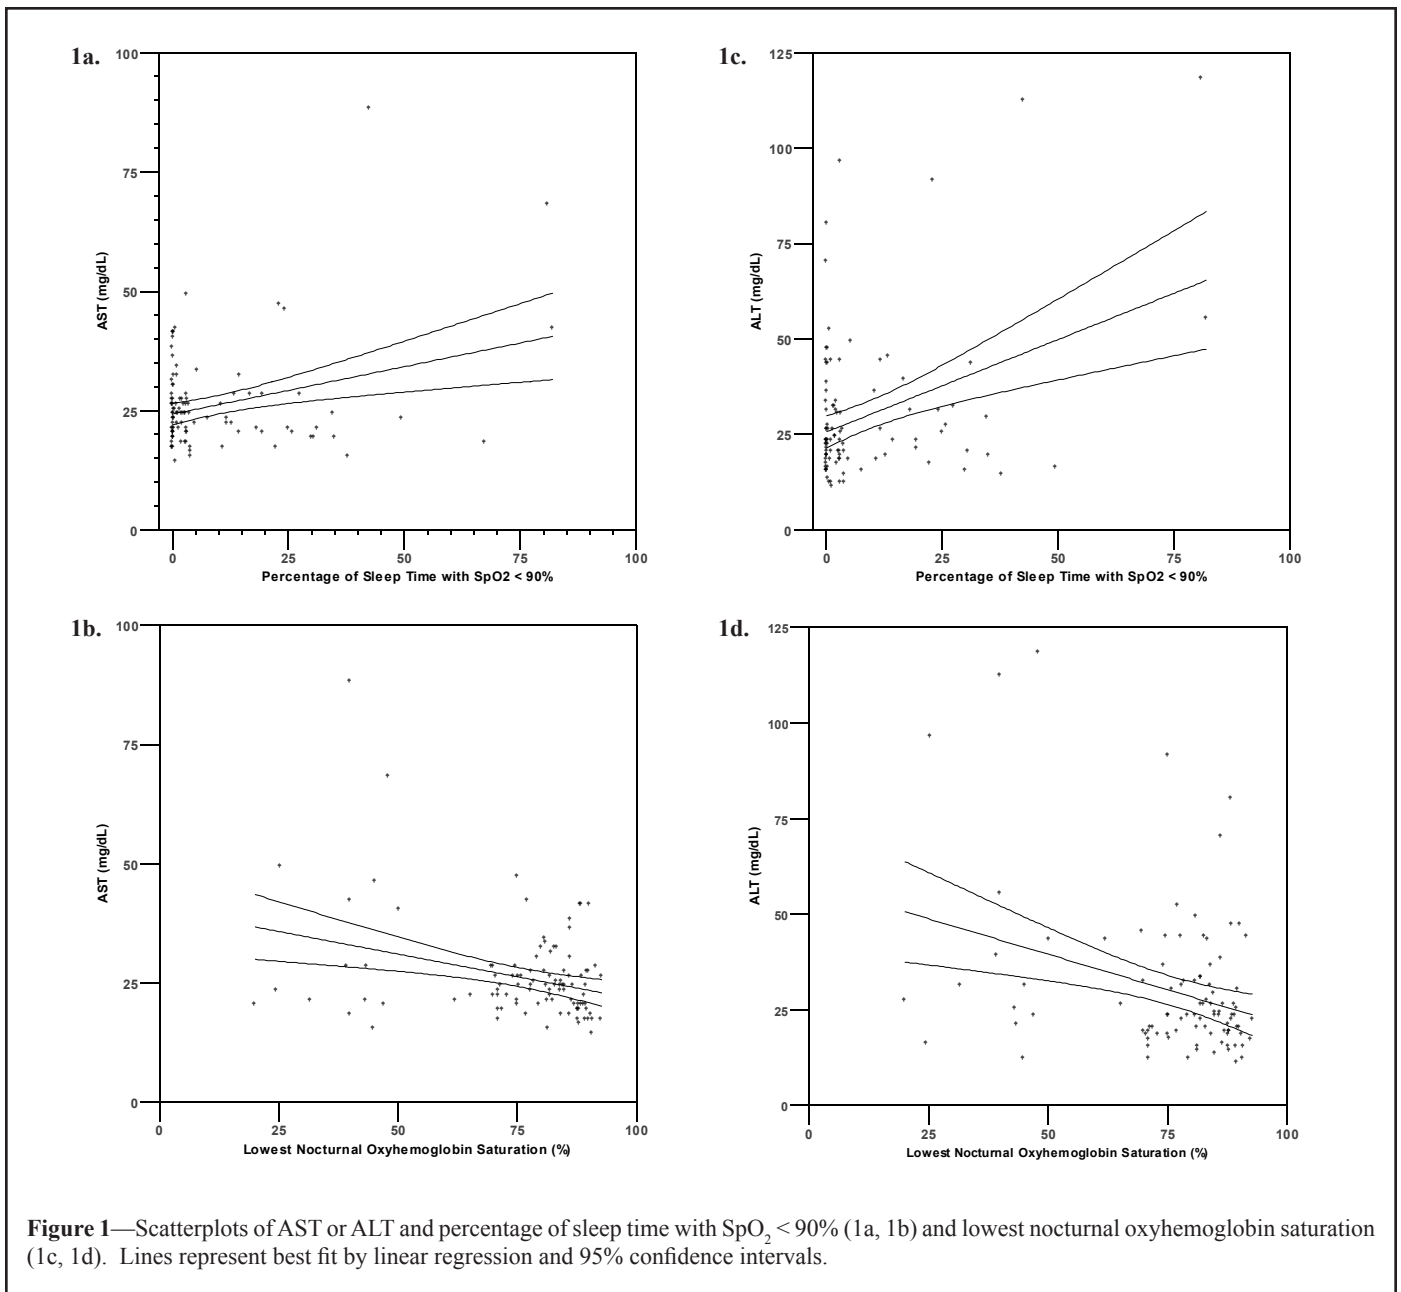 1a.
100
75
50
25
0
AST (mg/dL)
0 25 50 75 100
Percentage of Sleep Time with SpO2 < 90%
1c.
125
100
75
50
25
0
ALT (mg/dL)
0 25 50 75 100
Percentage of Sleep Time with SpO2 < 90%
1b.
100
75
50
25
0
AST (mg/dL)
0 25 50 75 100
Lowest Nocturnal Oxyhemoglobin Saturation (%)
1d.
125
100
75
50
25
0
ALT (mg/dL)
0 25 50 75 100
Lowest Nocturnal Oxyhemoglobin Saturation (%)
Figure 1—Scatterplots of AST or ALT and percentage of sleep time with SpO₂ < 90% (1a, 1b) and lowest nocturnal oxyhemoglobin saturation
(1c, 1d). Lines represent best fit by linear regression and 95% confidence intervals.